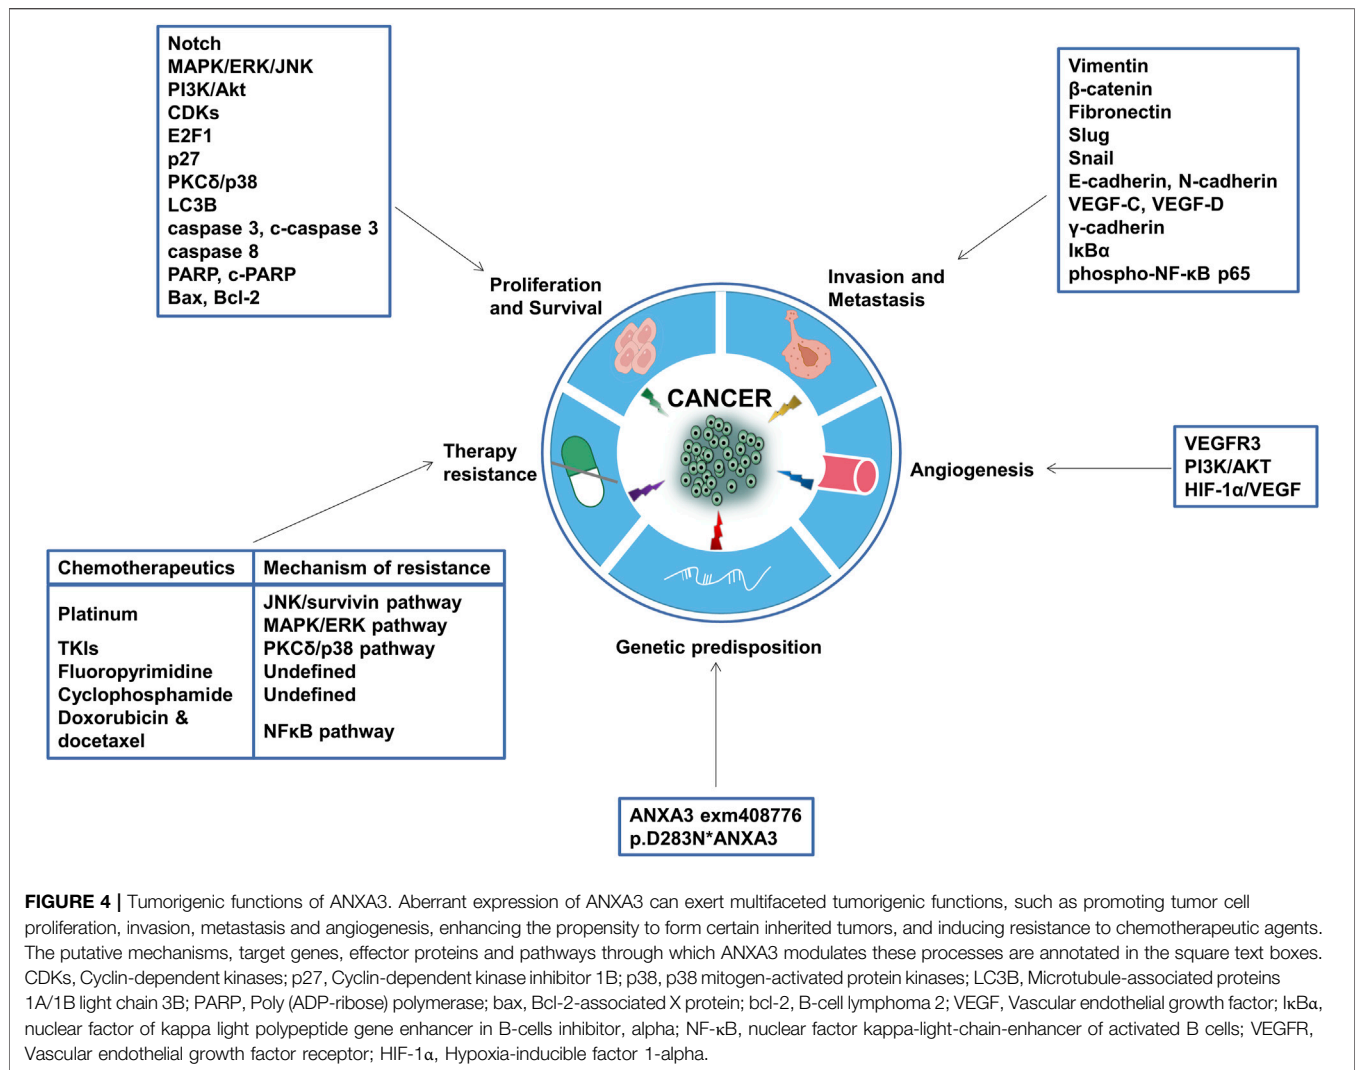 Notch
MAPK/ERK/JNK
PI3K/Akt
CDKs
E2F1
p27
PKCδ/p38
LC3B
caspase 3, c-caspase 3
caspase 8
PARP, c-PARP
Bax, Bcl-2
Vimentin
β-catenin
Fibronectin
Slug
Snail
E-cadherin, N-cadherin
VEGF-C, VEGF-D
γ-cadherin
IκBα
phospho-NF-κB p65
Proliferation
and Survival
Invasion and
Metastasis
CANCER
Therapy
resistance
Angiogenesis
VEGFR3
PI3K/AKT
HIF-1α/VEGF
Chemotherapeutics
Mechanism of resistance
Platinum
JNK/survivin pathway
MAPK/ERK pathway
TKIs
PKCδ/p38 pathway
Fluoropyrimidine
Undefined
Cyclophosphamide
Undefined
Doxorubicin &
docetaxel
NFκB pathway
Genetic predisposition
ANXA3 exm408776
p.D283N*ANXA3
FIGURE 4 | Tumorigenic functions of ANXA3. Aberrant expression of ANXA3 can exert multifaceted tumorigenic functions, such as promoting tumor cell
proliferation, invasion, metastasis and angiogenesis, enhancing the propensity to form certain inherited tumors, and inducing resistance to chemotherapeutic agents.
The putative mechanisms, target genes, effector proteins and pathways through which ANXA3 modulates these processes are annotated in the square text boxes.
CDKs, Cyclin-dependent kinases; p27, Cyclin-dependent kinase inhibitor 1B; p38, p38 mitogen-activated protein kinases; LC3B, Microtubule-associated proteins
1A/1B light chain 3B; PARP, Poly (ADP-ribose) polymerase; bax, Bcl-2-associated X protein; bcl-2, B-cell lymphoma 2; VEGF, Vascular endothelial growth factor; IκBα,
nuclear factor of kappa light polypeptide gene enhancer in B-cells inhibitor, alpha; NF-κB, nuclear factor kappa-light-chain-enhancer of activated B cells; VEGFR,
Vascular endothelial growth factor receptor; HIF-1α, Hypoxia-inducible factor 1-alpha.